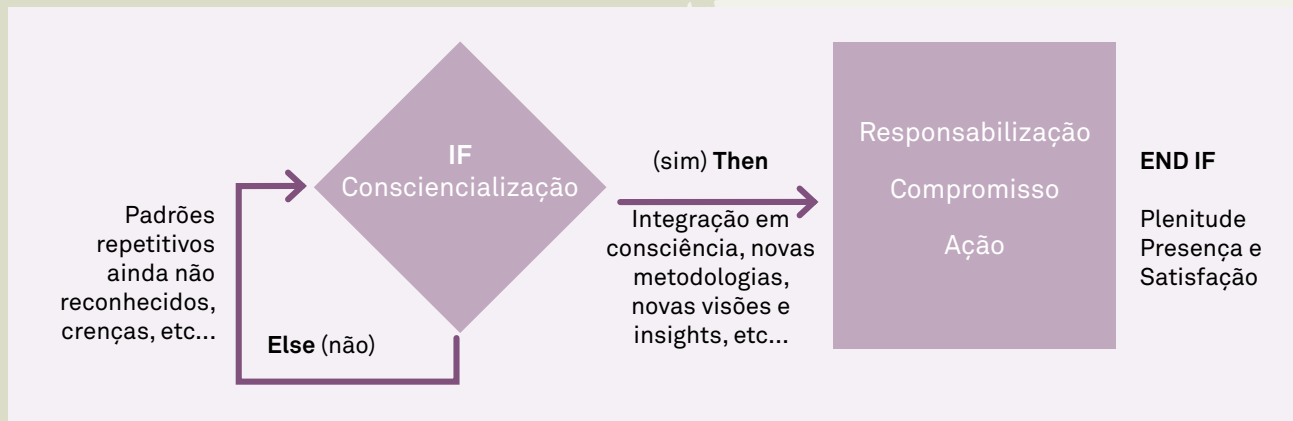 Padrões
repetitivos
ainda não
reconhecidos,
crenças, etc...
IF
Consciencialização
Else (não)
(sim) Then
Integração em
consciência, novas
metodologias,
novas visões e
insights, etc...
Responsabilização
Compromisso
Ação
END IF
Plenitude
Presença e
Satisfação